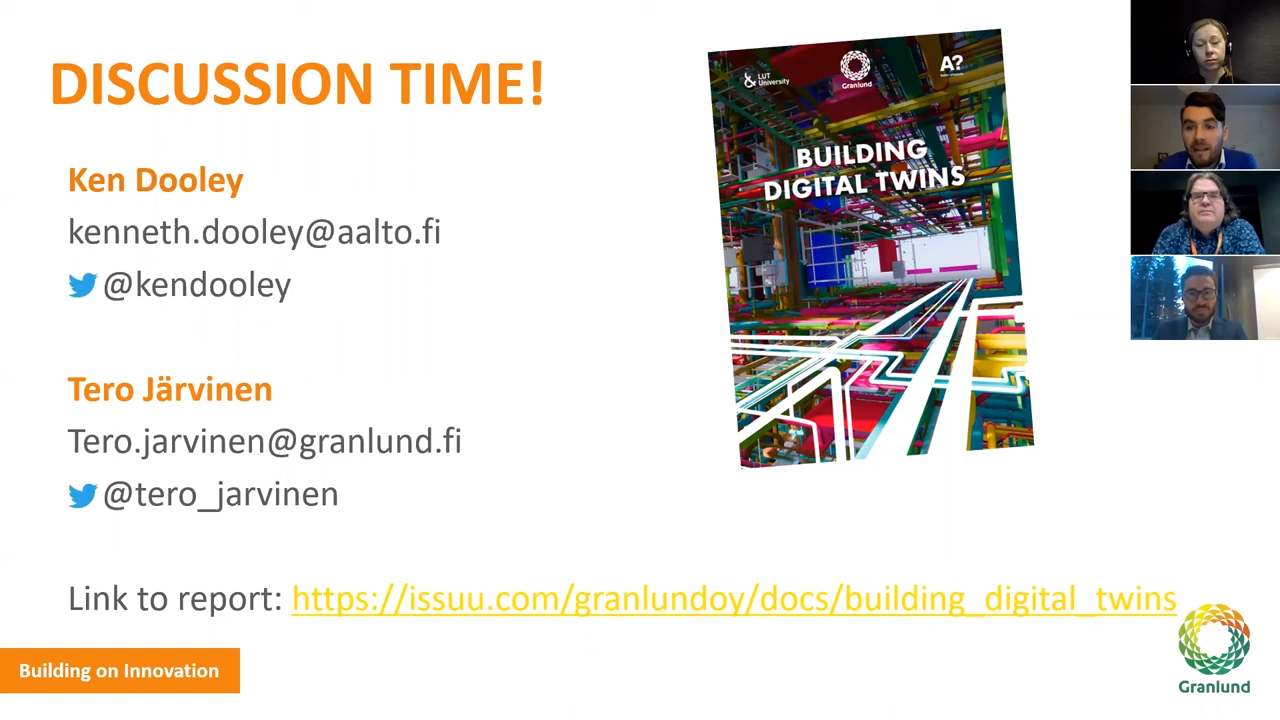 DISCUSSION TIME!
Ken Dooley
kenneth.dooley@aalto.fi
@kendooley
Tero Järvinen
Tero.jarvinen@granlund.fi
@tero_jarvinen
Link to report: https://issuu.com/granlundoy/docs/building_digital_twins
Building on Innovation
LUT
University
Granlund
A?
BUILDING
DIGITAL TWINS
Granlund